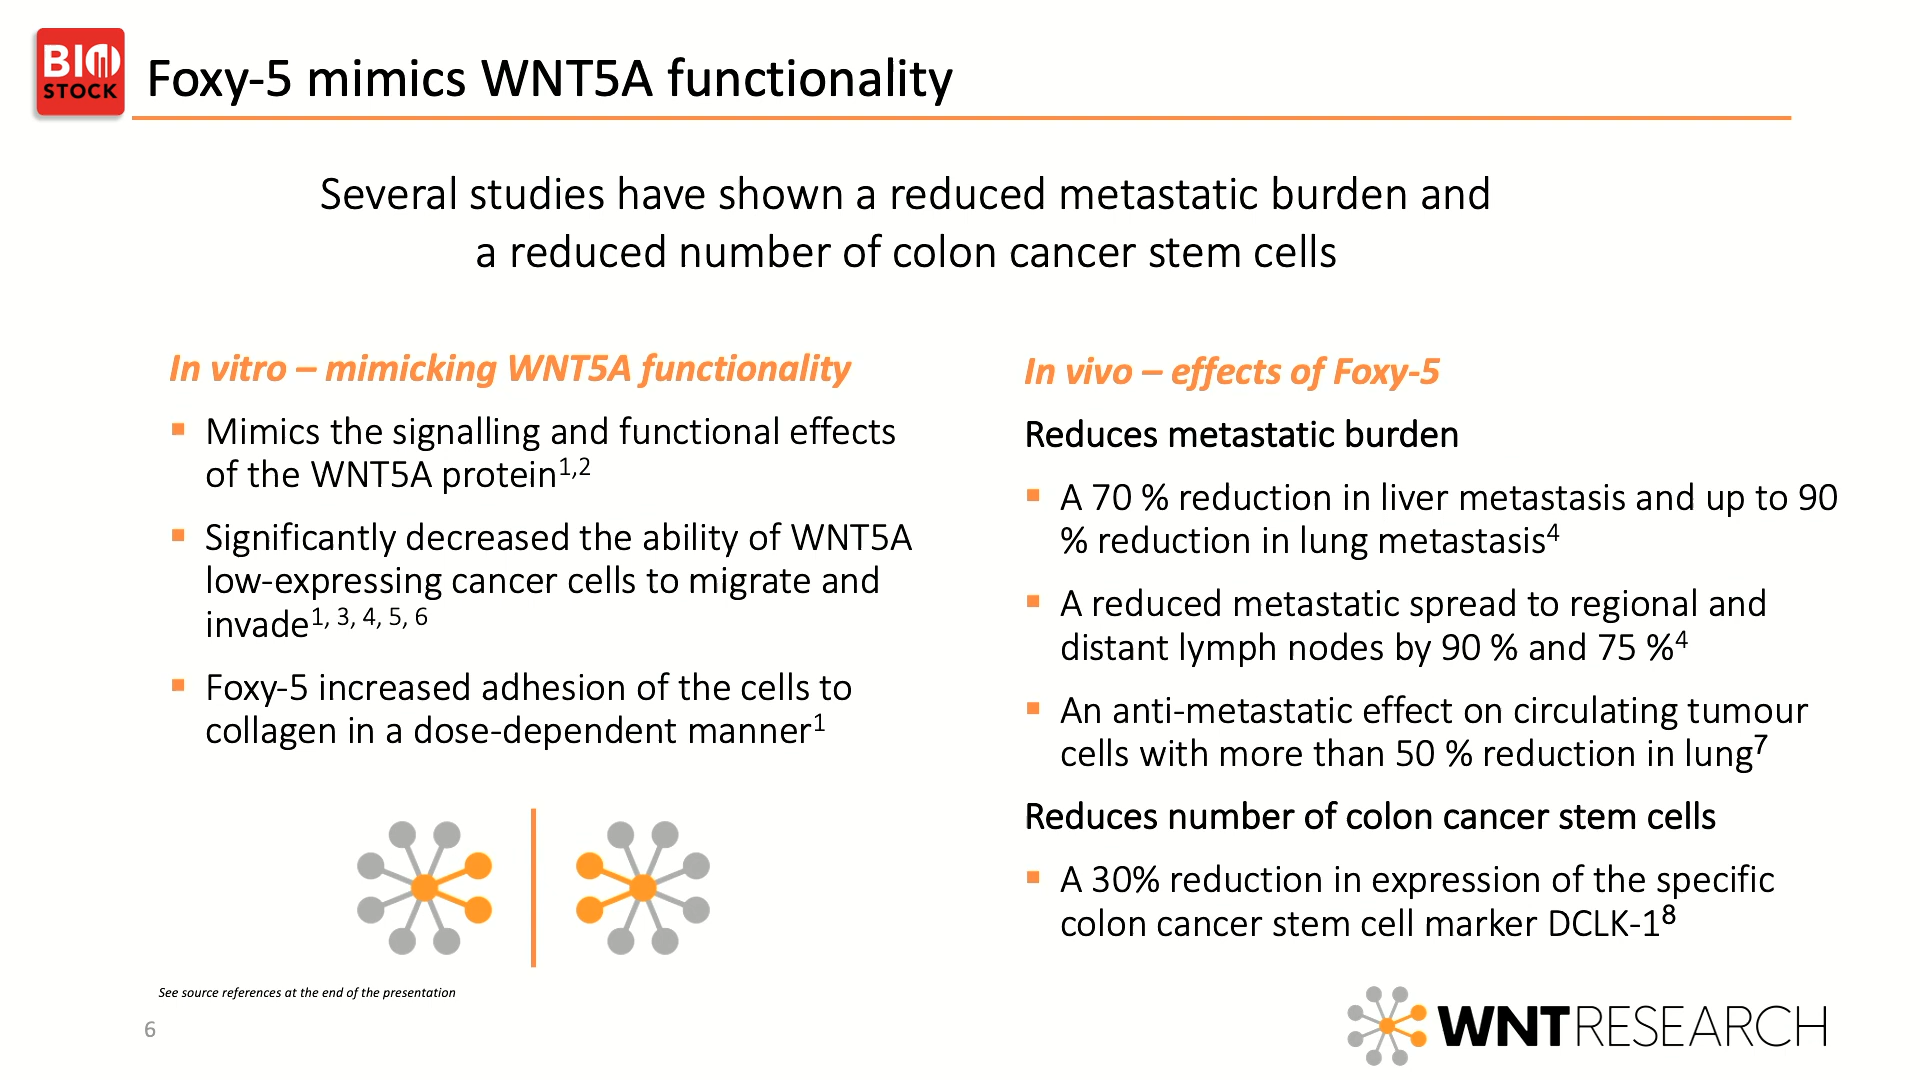 BIO
STOCK
Foxy-5 mimics WNT5A functionality
Several studies have shown a reduced metastatic burden and
a reduced number of colon cancer stem cells
In vitro – mimicking WNT5A functionality
▪ Mimics the signalling and functional effects
of the WNT5A protein1,2
▪ Significantly decreased the ability of WNT5A
low-expressing cancer cells to migrate and
invade1, 3, 4, 5, 6
▪ Foxy-5 increased adhesion of the cells to
collagen in a dose-dependent manner1
In vivo – effects of Foxy-5
Reduces metastatic burden
▪ A 70 % reduction in liver metastasis and up to 90
% reduction in lung metastasis4
▪ A reduced metastatic spread to regional and
distant lymph nodes by 90 % and 75 %4
▪ An anti-metastatic effect on circulating tumour
cells with more than 50 % reduction in lung7
Reduces number of colon cancer stem cells
▪ A 30% reduction in expression of the specific
colon cancer stem cell marker DCLK-18
See source references at the end of the presentation
6
WNTRESEARCH